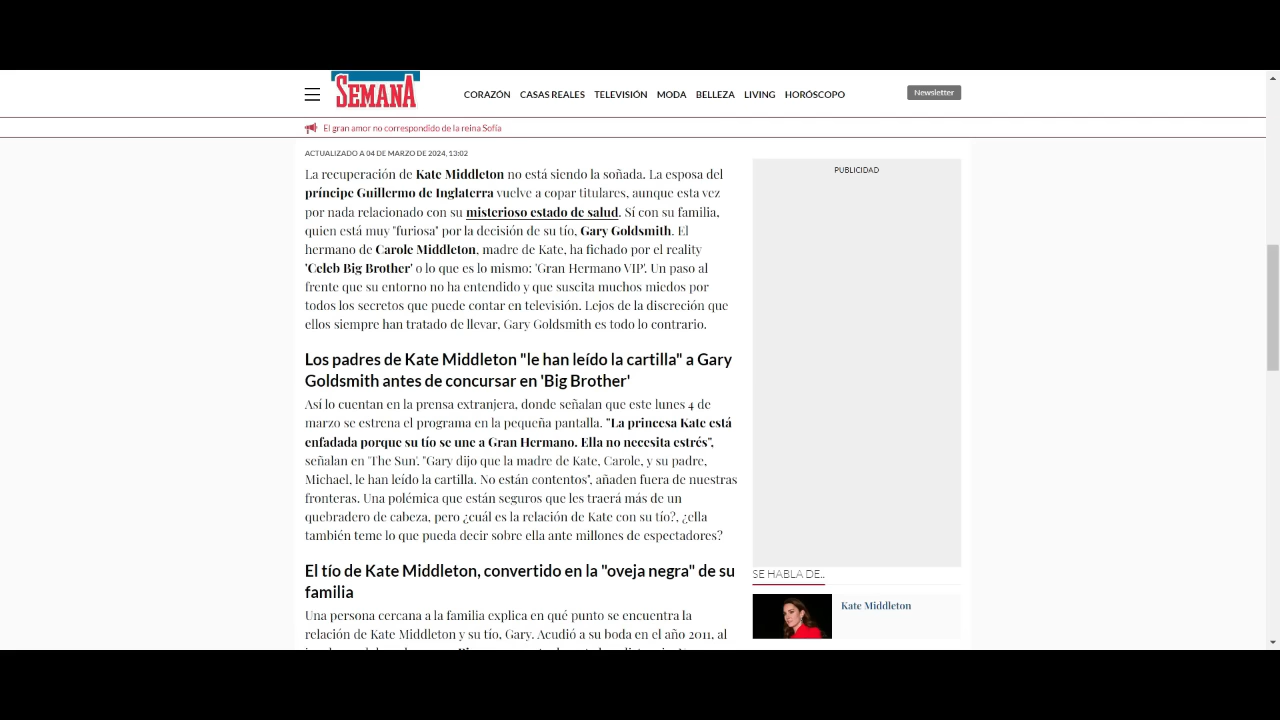 SEMANA
CORAZÓN CASAS REALES TELEVISIÓN MODA BELLEZA LIVING HORÓSCOPO
Newsletter
El gran amor no correspondido de la reina Sofía
ACTUALIZADO A 04 DE MARZO DE 2024, 13:02
La recuperación de Kate Middleton no está siendo la soñada. La esposa del
príncipe Guillermo de Inglaterra vuelve a copar titulares, aunque esta vez
por nada relacionado con su misterioso estado de salud. Sí con su familia,
quien está muy "furiosa" por la decisión de su tío, Gary Goldsmith. El
hermano de Carole Middleton, madre de Kate, ha fichado por el reality
'Celeb Big Brother' o lo que es lo mismo: 'Gran Hermano VIP'. Un paso al
frente que su entorno no ha entendido y que suscita muchos miedos por
todos los secretos que puede contar en televisión. Lejos de la discreción que
ellos siempre han tratado de llevar, Gary Goldsmith es todo lo contrario.
Los padres de Kate Middleton "le han leído la cartilla" a Gary
Goldsmith antes de concursar en 'Big Brother'
Así lo cuentan en la prensa extranjera, donde señalan que este lunes 4 de
marzo se estrena el programa en la pequeña pantalla. "La princesa Kate está
enfadada porque su tío se une a Gran Hermano. Ella no necesita estrés",
señalan en 'The Sun'. "Gary dijo que la madre de Kate, Carole, y su padre,
Michael, le han leído la cartilla. No están contentos", añaden fuera de nuestras
fronteras. Una polémica que están seguros que les traerá más de un
quebradero de cabeza, pero ¿cuál es la relación de Kate con su tío?, ¿ella
también teme lo que pueda decir sobre ella ante millones de espectadores?
El tío de Kate Middleton, convertido en la "oveja negra" de su
familia
Una persona cercana a la familia explica en qué punto se encuentra la
relación de Kate Middleton y su tío, Gary. Acudió a su boda en el año 2011, al
PUBLICIDAD
SE HABLA DE..
Kate Middleton